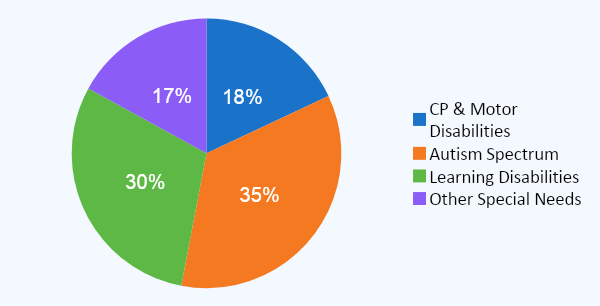 17%
18%
30%
35%
CP & Motor
Disabilities
Autism Spectrum
Learning Disabilities
Other Special Needs